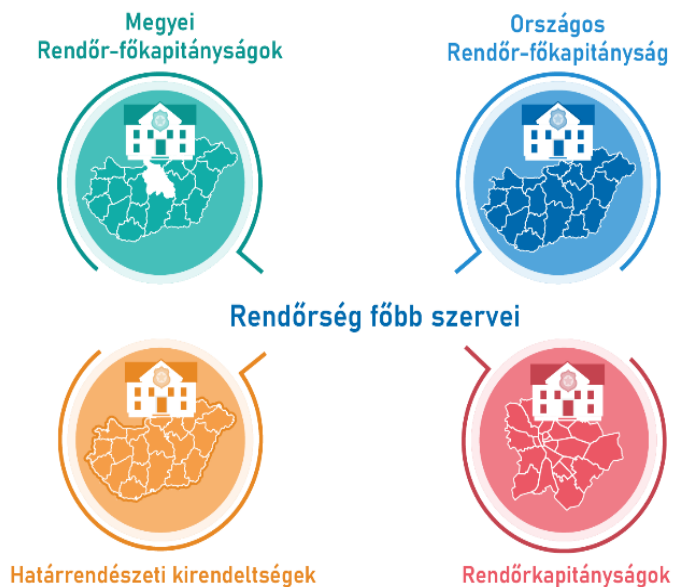 Megyei
Rendőr-főkapitányságok
Országos
Rendőr-főkapitányság
Rendőrség főbb szervei
Határrendészeti kirendeltségek
Rendőrkapitányságok